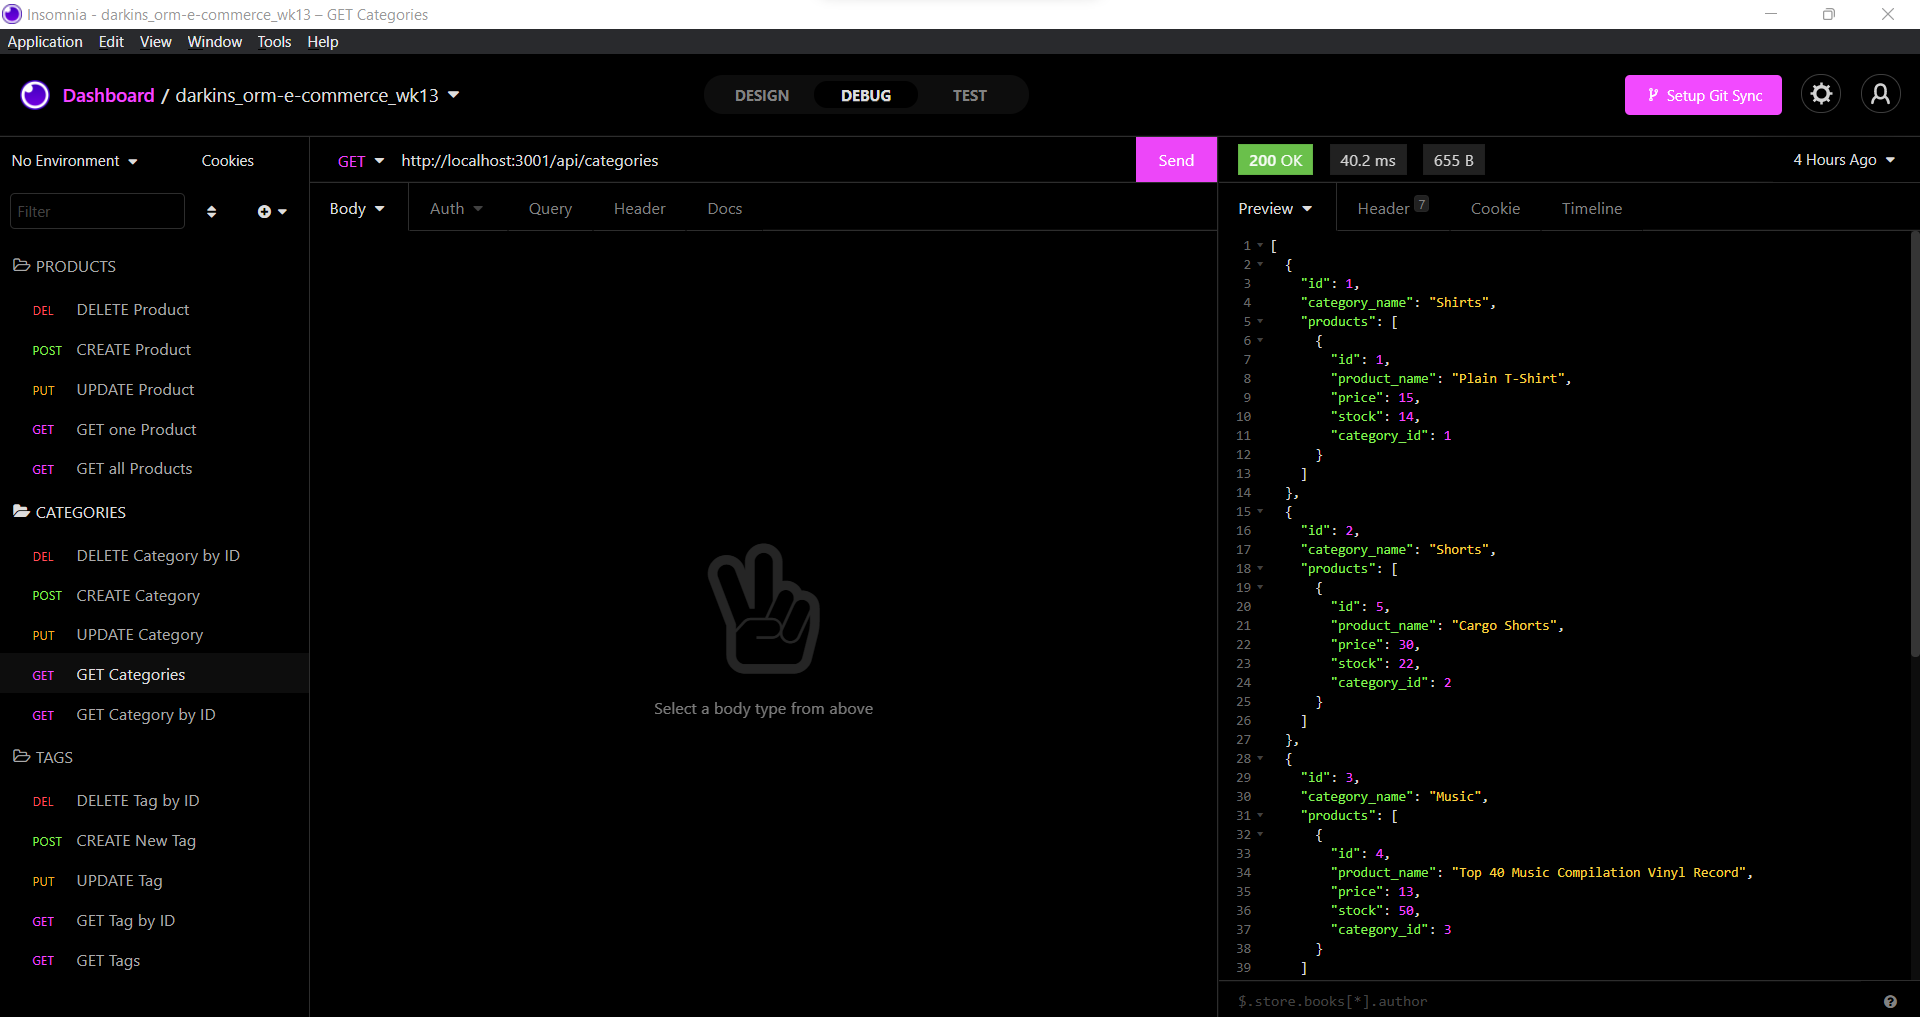 Insomnia - darkins_orm-e-commerce_wk13 – GET Categories
Application Edit View Window Tools Help
Dashboard / darkins_orm-e-commerce_wk13
DESIGN DEBUG TEST
Setup Git Sync
No Environment Cookies
Filter
PRODUCTS
DEL DELETE Product
POST CREATE Product
PUT UPDATE Product
GET GET one Product
GET GET all Products
CATEGORIES
DEL DELETE Category by ID
POST CREATE Category
PUT UPDATE Category
GET GET Categories
GET GET Category by ID
TAGS
DEL DELETE Tag by ID
POST CREATE New Tag
PUT UPDATE Tag
GET GET Tag by ID
GET GET Tags
GET http://localhost:3001/api/categories Send
Body Auth Query Header Docs
Select a body type from above
200 OK 40.2 ms 655 B 4 Hours Ago
Preview Header 7 Cookie Timeline
1 [
2 {
3 "id": 1,
4 "category_name": "Shirts",
5 "products": [
6 {
7 "id": 1,
8 "product_name": "Plain T-Shirt",
9 "price": 15,
10 "stock": 14,
11 "category_id": 1
12 }
13 ]
14 },
15 {
16 "id": 2,
17 "category_name": "Shorts",
18 "products": [
19 {
20 "id": 5,
21 "product_name": "Cargo Shorts",
22 "price": 30,
23 "stock": 22,
24 "category_id": 2
25 }
26 ]
27 },
28 {
29 "id": 3,
30 "category_name": "Music",
31 "products": [
32 {
33 "id": 4,
34 "product_name": "Top 40 Music Compilation Vinyl Record",
35 "price": 13,
36 "stock": 50,
37 "category_id": 3
38 }
39 ]
$.store.books[*].author